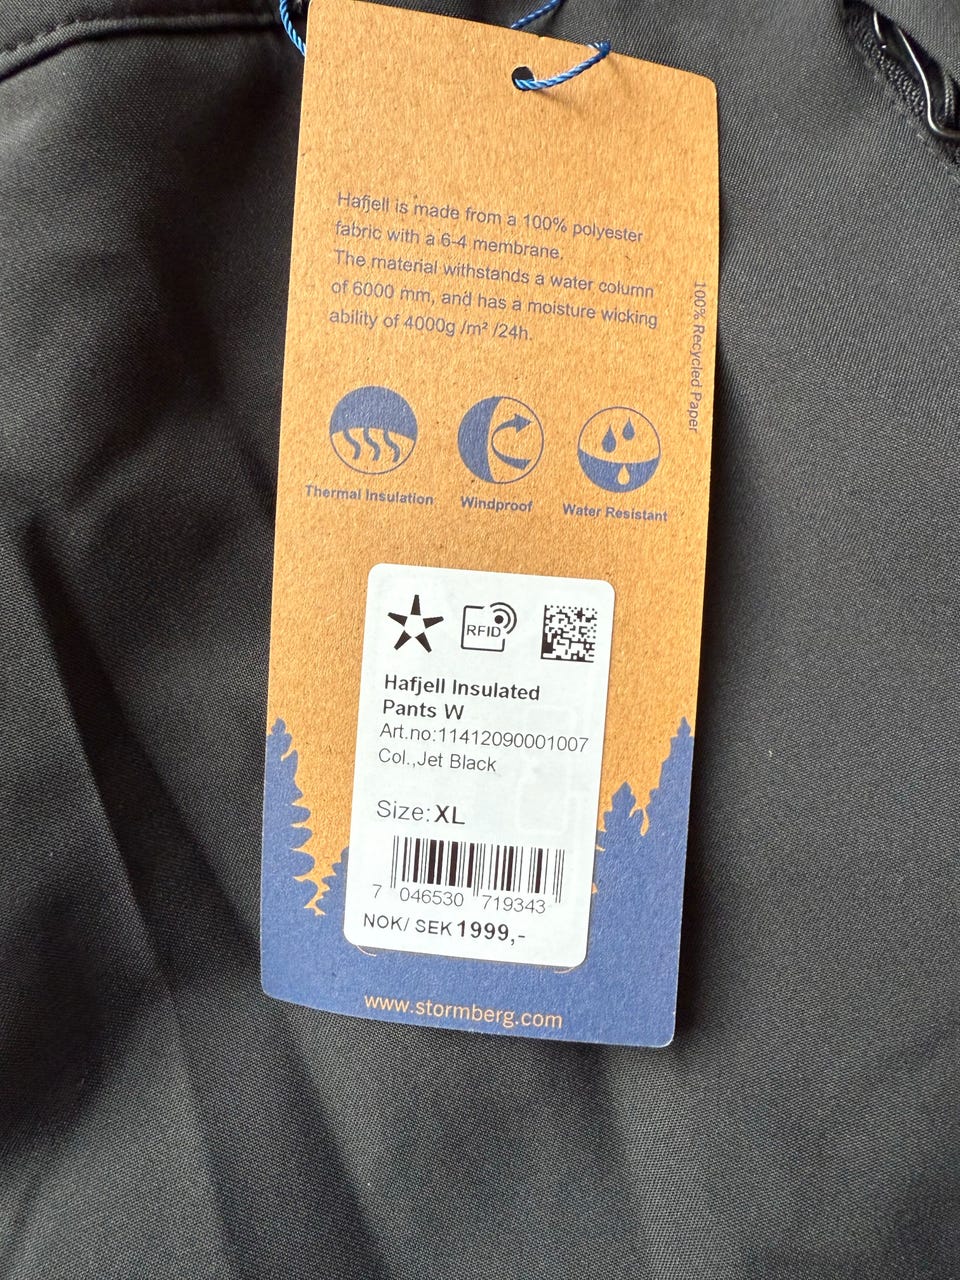 Hafjell is made from a 100% polyester
fabric with a 6-4 membrane.
The material withstands a water column
of 6000 mm, and has a moisture wicking
ability of 4000g /m² /24h.
100% Recycled Paper
Thermal Insulation
Windproof
Water Resistant
RFID
Hafjell Insulated
Pants W
Art.no:11412090001007
Col.,Jet Black
Size: XL
7 046530 719343
NOK/ SEK 1999,-
www.stormberg.com